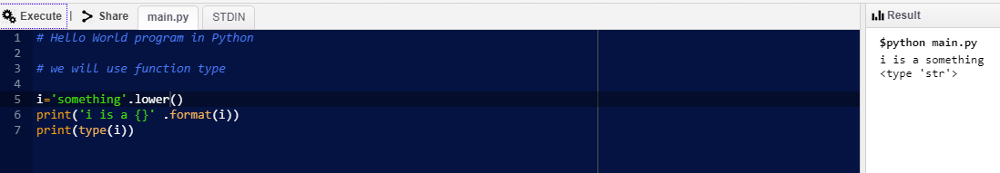 Execute | Share main.py STDIN
1 # Hello World program in Python
2
3 # we will use function type
4
5 i='something'.lower()
6 print('i is a {}' .format(i))
7 print(type(i))
Result
$python main.py
i is a something
<type 'str'>